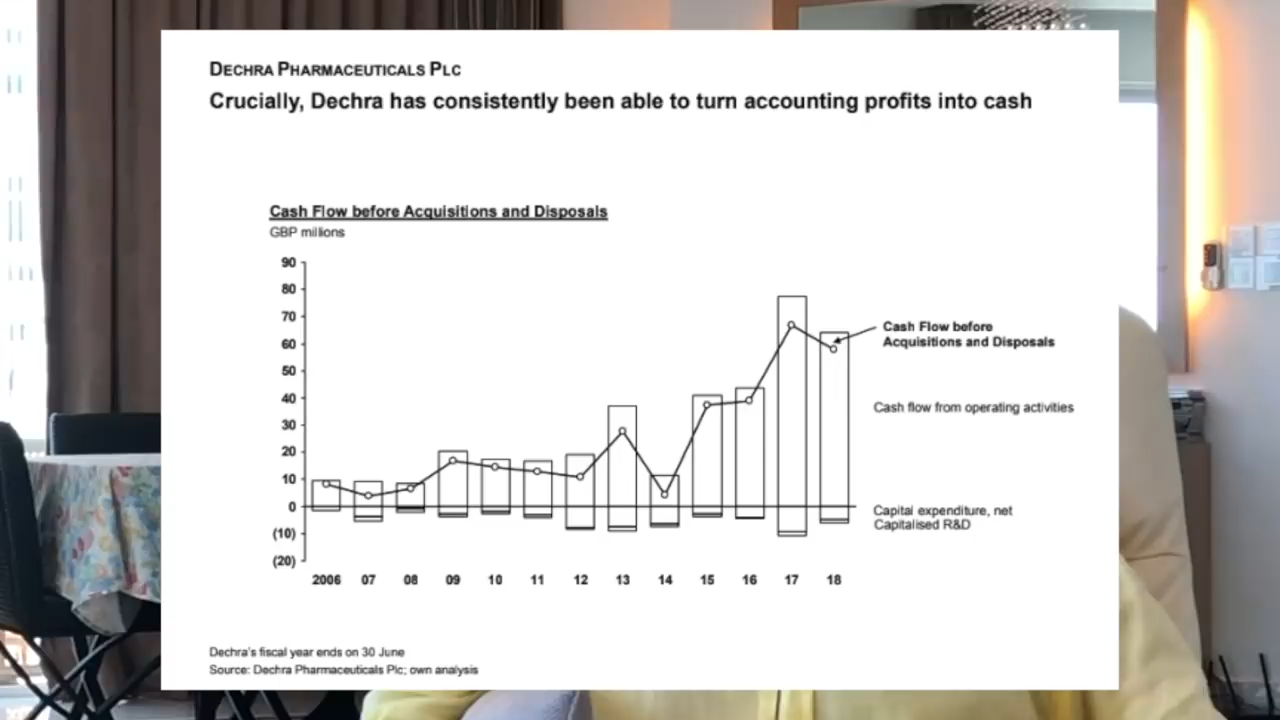 DECHRA PHARMACEUTICALS PLC
Crucially, Dechra has consistently been able to turn accounting profits into cash
Cash Flow before Acquisitions and Disposals
GBP millions
90
80
70
60
50
40
30
20
10
0
(10)
(20)
2006 07 08 09 10 11 12 13 14 15 16 17 18
Cash Flow before
Acquisitions and Disposals
Cash flow from operating activities
Capital expenditure, net
Capitalised R&D
Dechra's fiscal year ends on 30 June
Source: Dechra Pharmaceuticals Plc; own analysis